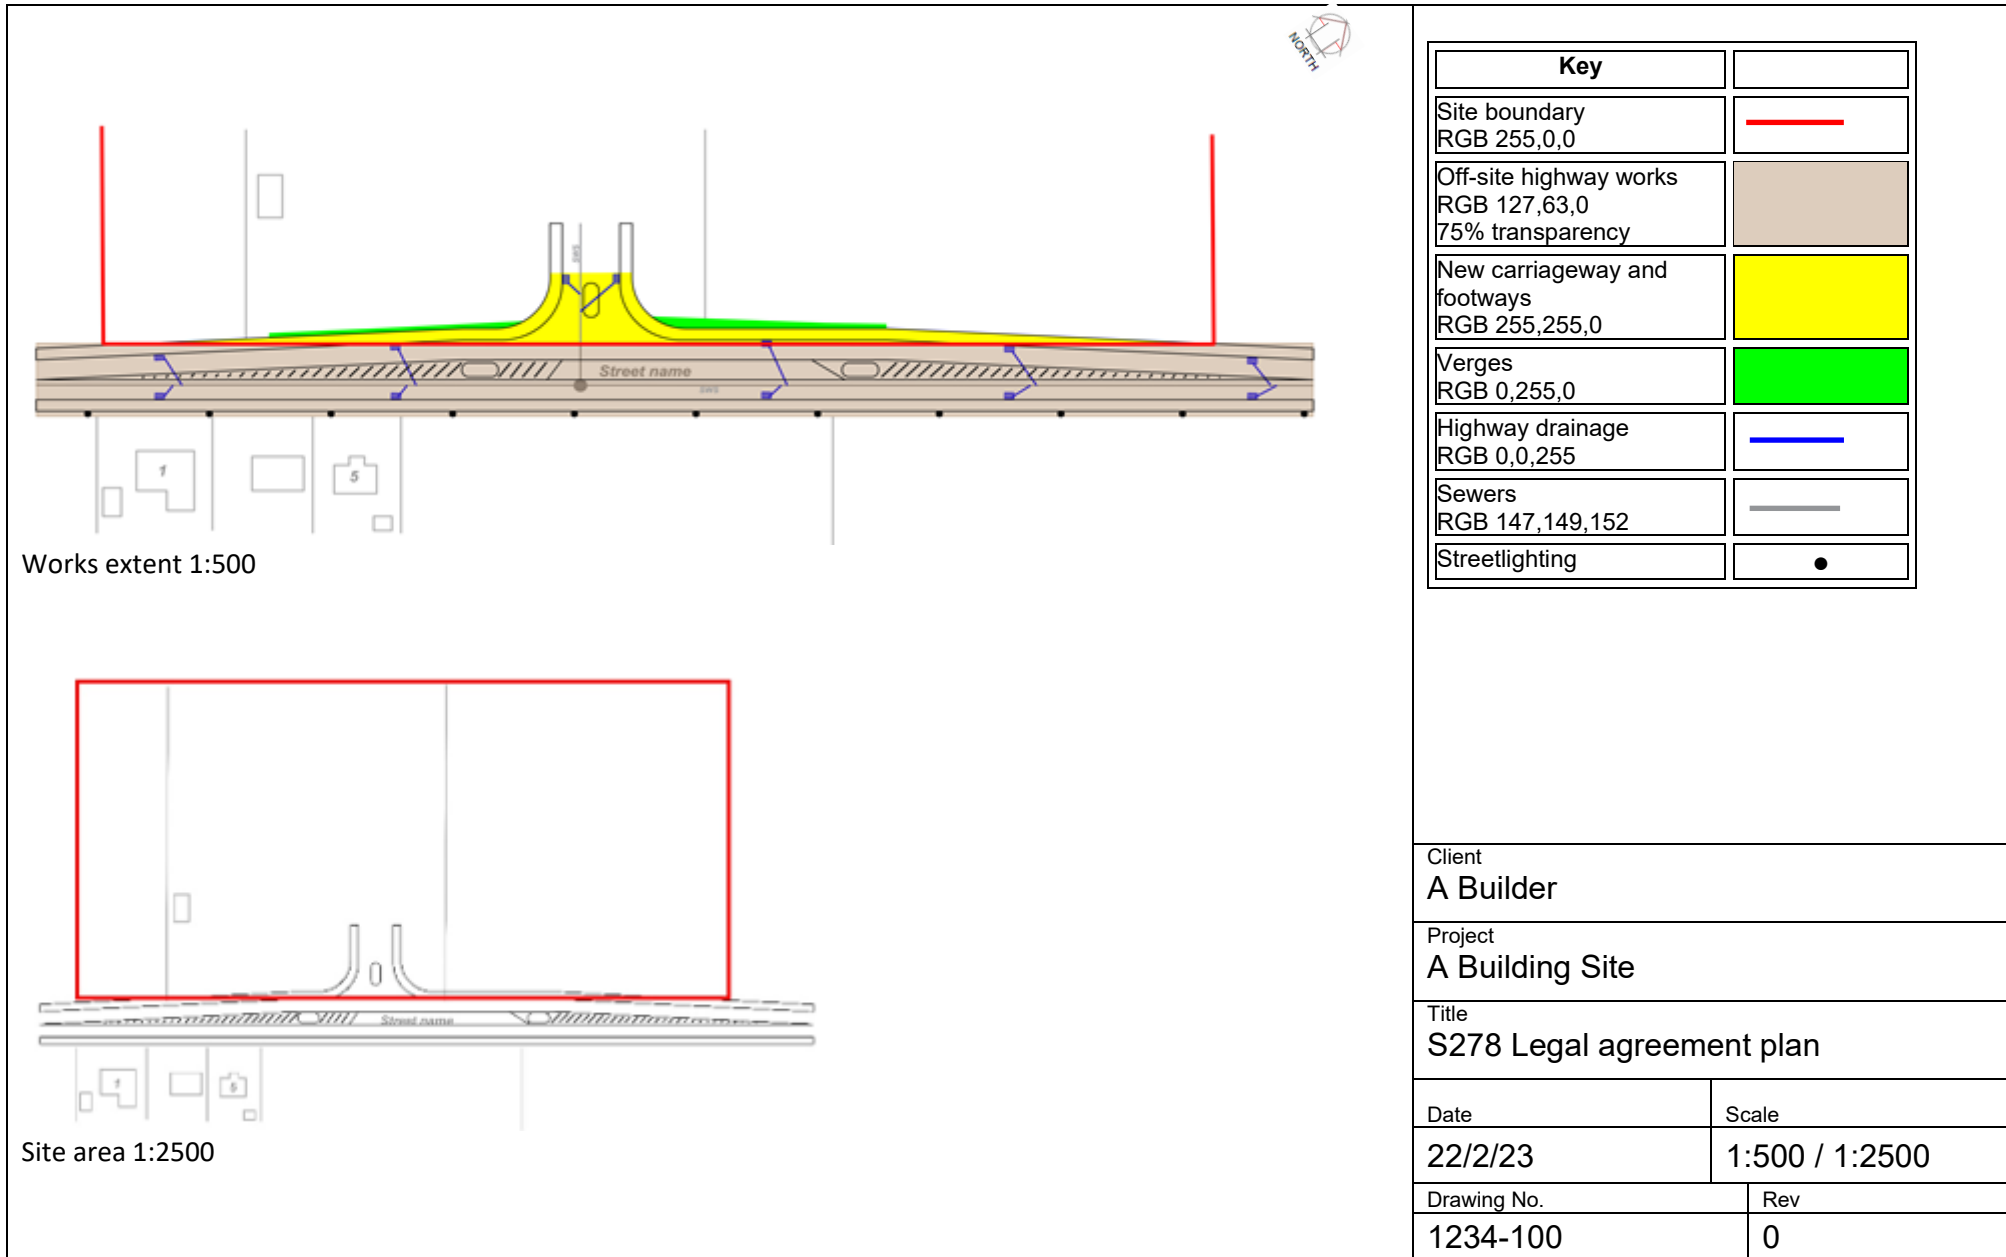 NORTH
SWS
Street name
SWS
1
5
Works extent 1:500
Street name
1
5
Site area 1:2500
Key
Site boundary
RGB 255,0,0
Off-site highway works
RGB 127,63,0
75% transparency
New carriageway and
footways
RGB 255,255,0
Verges
RGB 0,255,0
Highway drainage
RGB 0,0,255
Sewers
RGB 147,149,152
Streetlighting
Client
A Builder
Project
A Building Site
Title
S278 Legal agreement plan
Date
Scale
22/2/23
1:500 / 1:2500
Drawing No.
Rev
1234-100
0